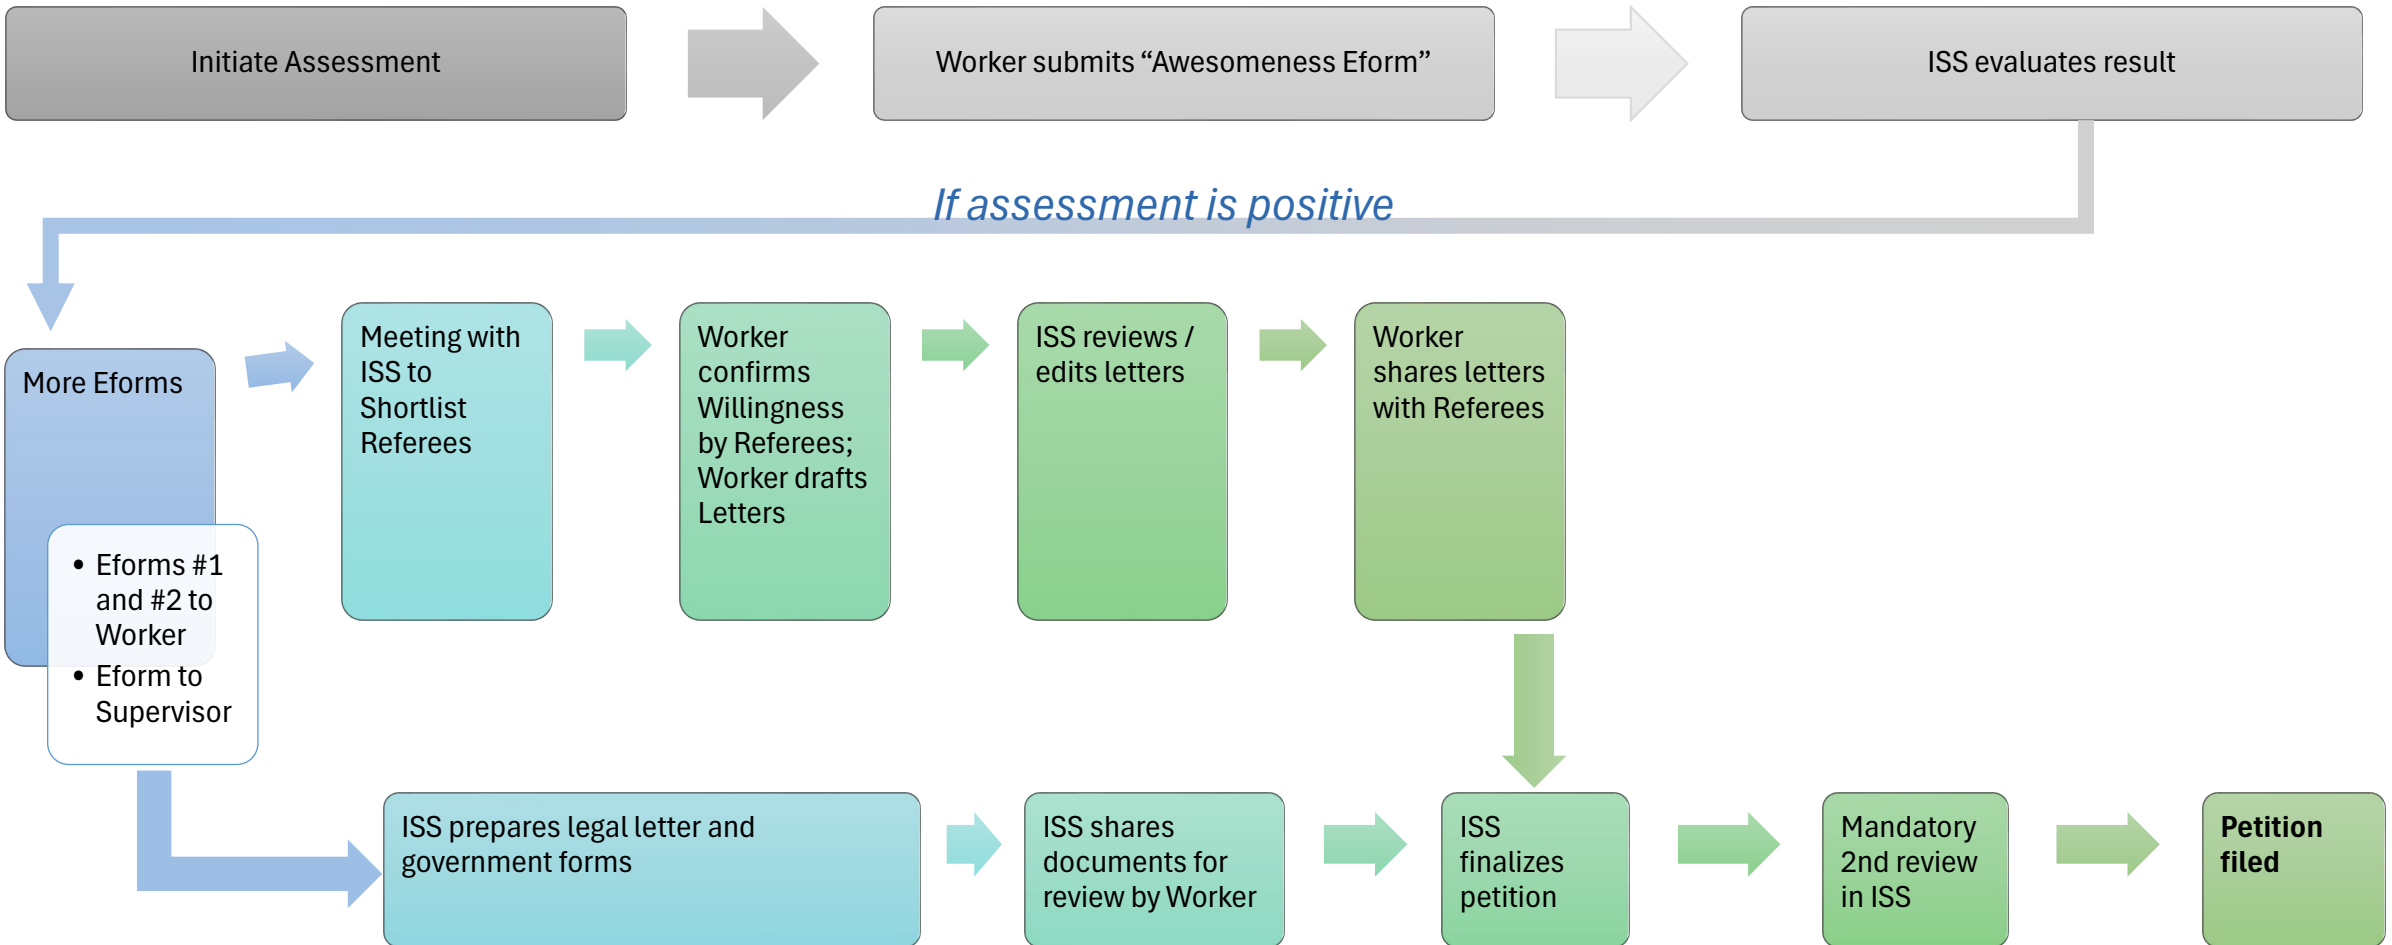 Initiate Assessment
Worker submits “Awesomeness Eform”
ISS evaluates result
If assessment is positive
More Eforms
• Eforms #1
and #2 to
Worker
• Eform to
Supervisor
Meeting with
ISS to
Shortlist
Referees
Worker
confirms
Willingness
by Referees;
Worker drafts
Letters
ISS reviews /
edits letters
Worker
shares letters
with Referees
ISS prepares legal letter and
government forms
ISS shares
documents for
review by Worker
ISS
finalizes
petition
Mandatory
2nd review
in ISS
Petition
filed